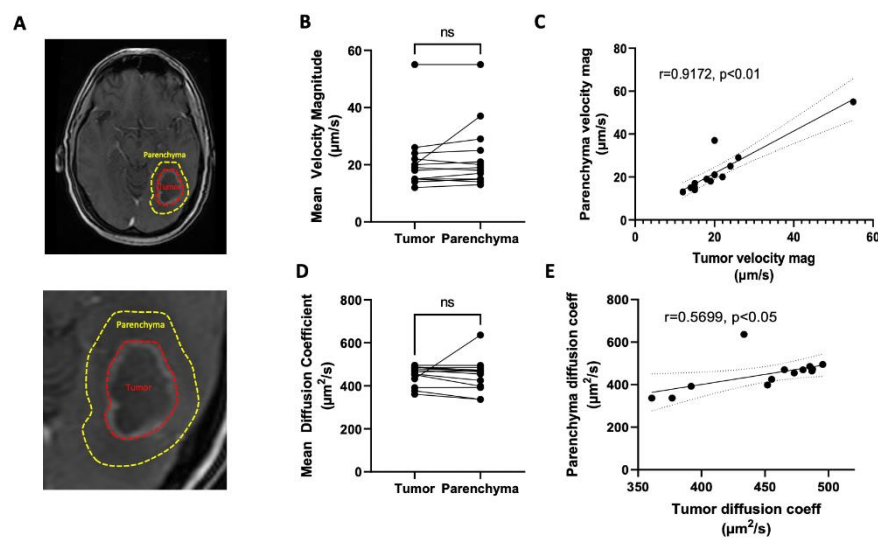 A
B
C
Parenchyma
Tumor
Mean Velocity Magnitude
(µm/s)
60
40
20
0
ns
Tumor Parenchyma
Parenchyma velocity mag
(µm/s)
80
60
40
20
0
r=0.9172, p<0.01
0
20
40
60
Tumor velocity mag
(µm/s)
D
E
Parenchyma
Tumor
Mean Diffusion Coefficient
(µm²/s)
800
600
400
200
0
ns
Tumor Parenchyma
Parenchyma diffusion coeff
(µm²/s)
800
600
400
200
0
r=0.5699, p<0.05
350
400
450
500
Tumor diffusion coeff
(µm²/s)